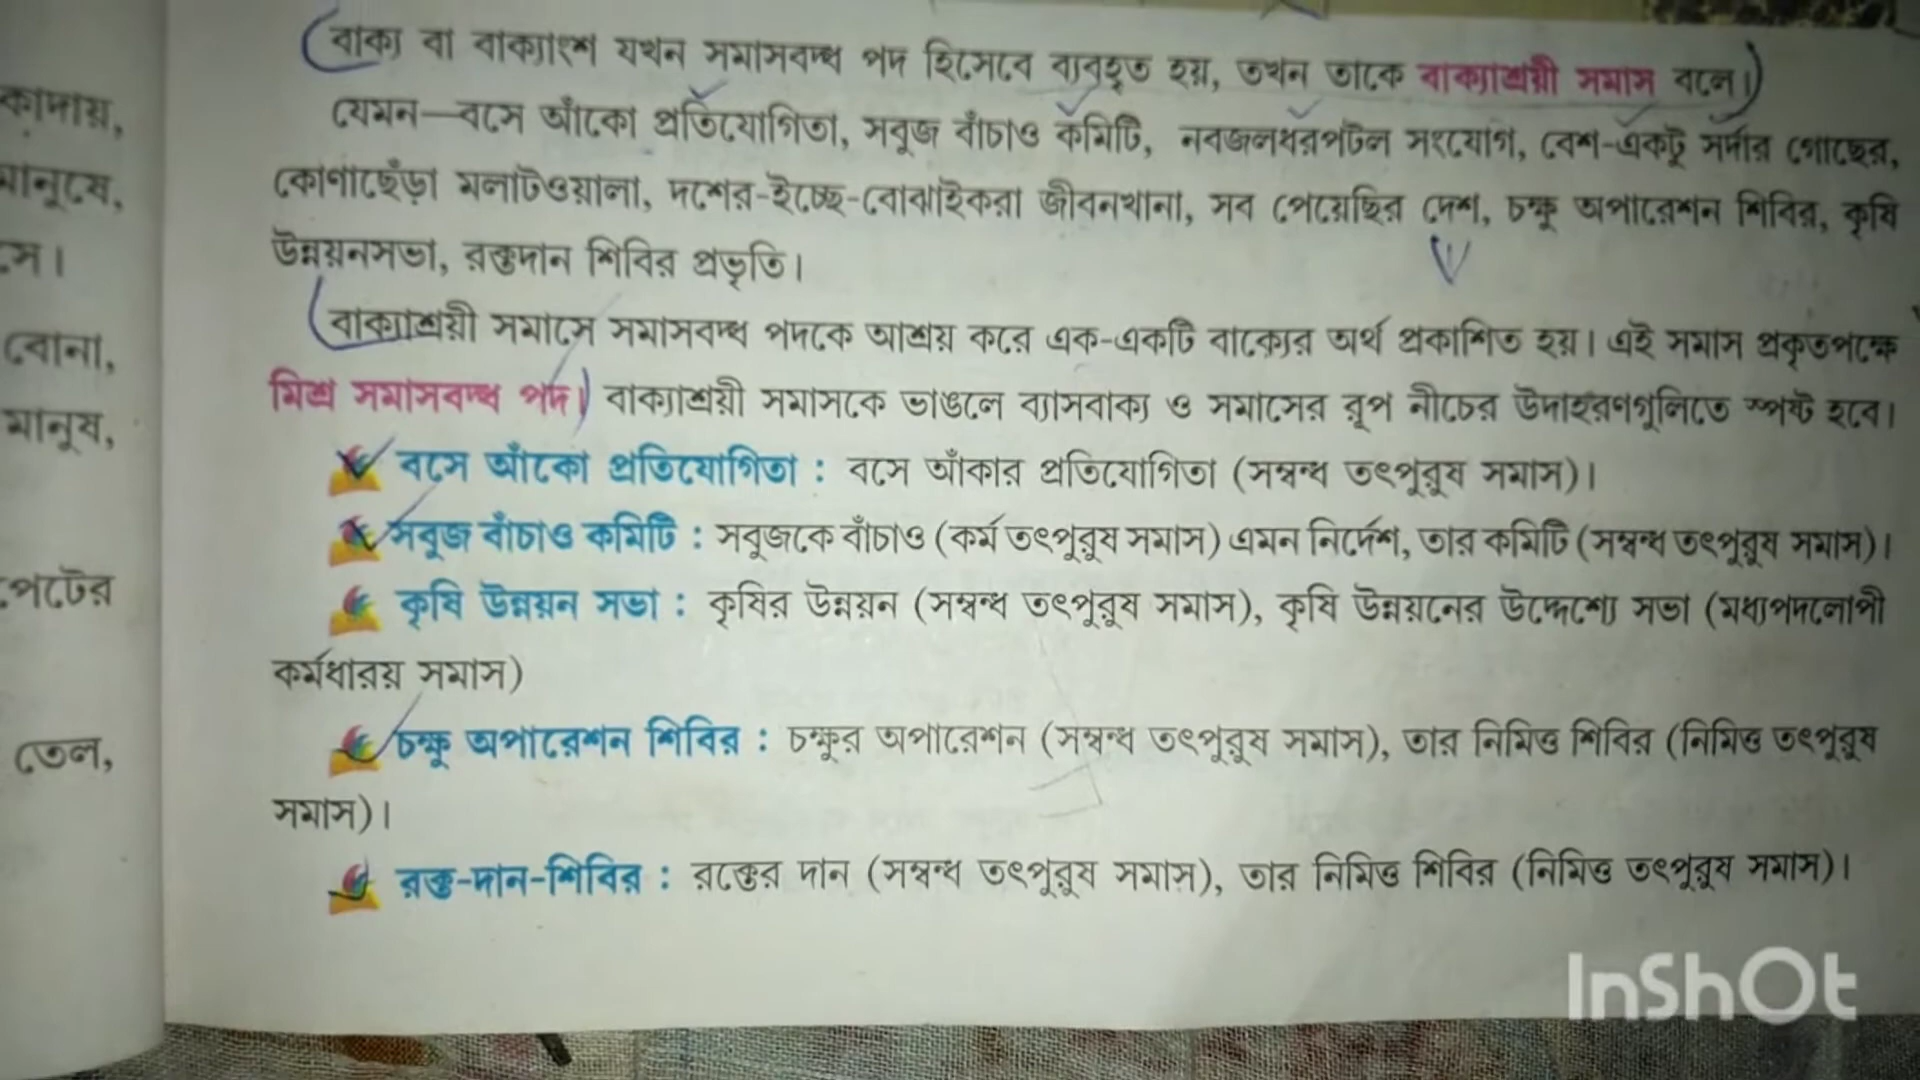 বাক্য বা বাক্যাংশ যখন সমাসবদ্ধ পদ হিসেবে ব্যবহৃত হয়, তখন তাকে বাক্যাশ্রয়ী সমাস বলে।
যেমন—বসে আঁকো প্রতিযোগিতা, সবুজ বাঁচাও কমিটি, নবজলধরপটল সংযোগ, বেশ-একটু সর্দার গোছের,
কোণাছেঁড়া মলাটওয়ালা, দশের-ইচ্ছে-বোঝাইকরা জীবনখানা, সব পেয়েছির দেশ, চক্ষু অপারেশন শিবির, কৃষি
উন্নয়নসভা, রক্তদান শিবির প্রভৃতি।
বাক্যাশ্রয়ী সমাসে সমাসবদ্ধ পদকে আশ্রয় করে এক-একটি বাক্যের অর্থ প্রকাশিত হয়। এই সমাস প্রকৃতপক্ষে
মিশ্র সমাসবদ্ধ পদ। বাক্যাশ্রয়ী সমাসকে ভাঙলে ব্যাসবাক্য ও সমাসের রূপ নীচের উদাহরণগুলিতে স্পষ্ট হবে।
বসে আঁকো প্রতিযোগিতা : বসে আঁকার প্রতিযোগিতা (সম্বন্ধ তৎপুরুষ সমাস)।
সবুজ বাঁচাও কমিটি : সবুজকে বাঁচাও (কর্ম তৎপুরুষ সমাস) এমন নির্দেশ, তার কমিটি (সম্বন্ধ তৎপুরুষ সমাস)।
কৃষি উন্নয়ন সভা : কৃষির উন্নয়ন (সম্বন্ধ তৎপুরুষ সমাস), কৃষি উন্নয়নের উদ্দেশ্যে সভা (মধ্যপদলোপী
কর্মধারয় সমাস)
চক্ষু অপারেশন শিবির : চক্ষুর অপারেশন (সম্বন্ধ তৎপুরুষ সমাস), তার নিমিত্ত শিবির (নিমিত্ত তৎপুরুষ
সমাস)।
রক্ত-দান-শিবির : রক্তের দান (সম্বন্ধ তৎপুরুষ সমাস), তার নিমিত্ত শিবির (নিমিত্ত তৎপুরুষ সমাস)।
কাদায়,
মানুষে,
সে।
বোনা,
মানুষ,
পেটের
তেল,
InShOt